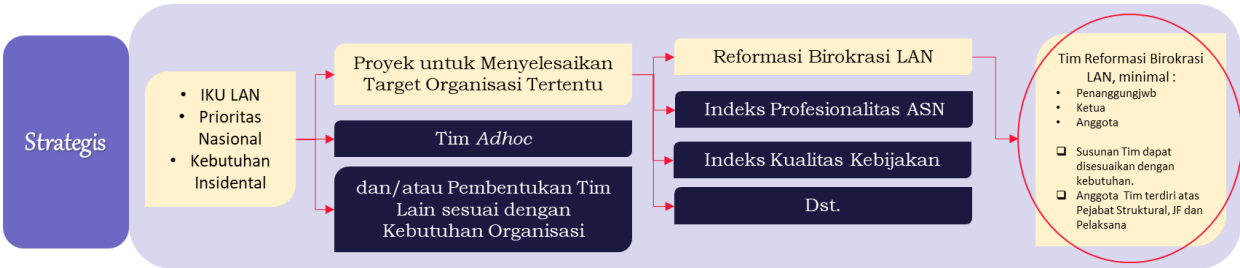 Strategis
• IKU LAN
• Prioritas
Nasional
• Kebutuhan
Insidental
Proyek untuk Menyelesaikan
Target Organisasi Tertentu
Tim Adhoc
dan/atau Pembentukan Tim
Lain sesuai dengan
Kebutuhan Organisasi
Reformasi Birokrasi LAN
Indeks Profesionalitas ASN
Indeks Kualitas Kebijakan
Dst.
Tim Reformasi Birokrasi
LAN, minimal :
• Penanggungjwb
• Ketua
• Anggota
❑ Susunan Tim dapat
disesuaikan dengan
kebutuhan.
❑ Anggota Tim terdiri atas
Pejabat Struktural, JF dan
Pelaksana